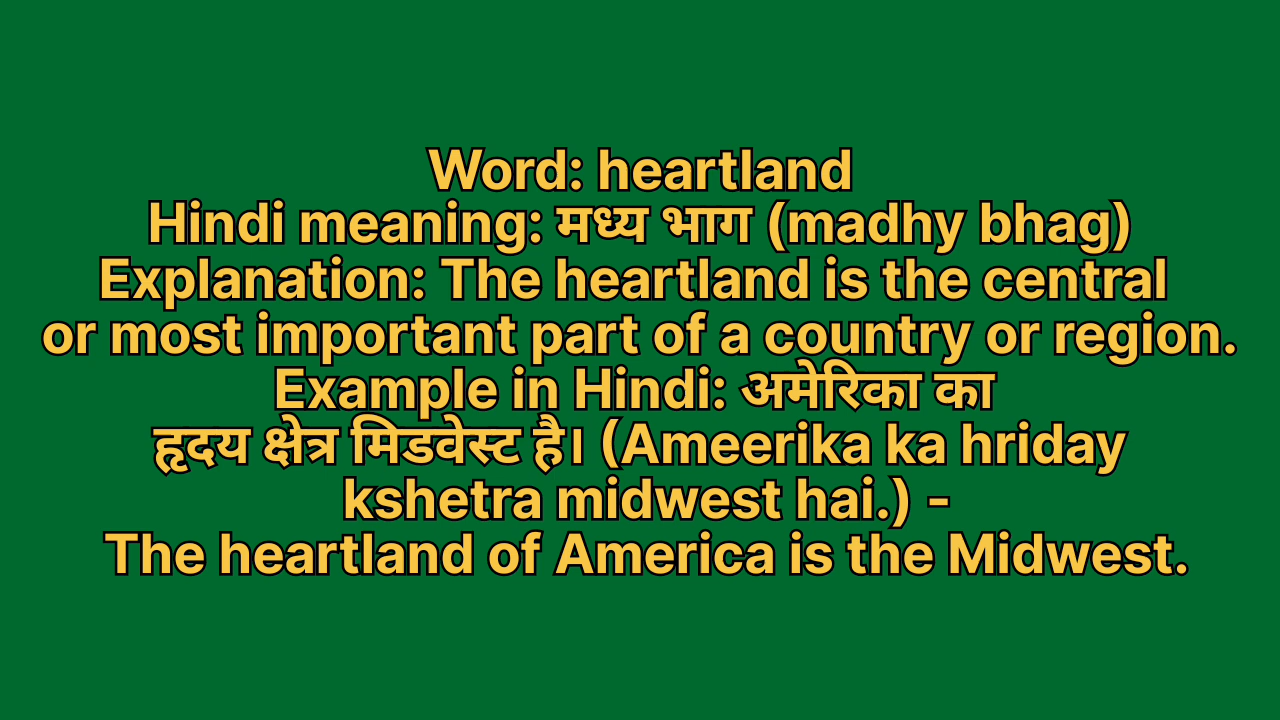 Word: heartland
Hindi meaning: मध्य भाग (madhy bhag)
Explanation: The heartland is the central
or most important part of a country or region.
Example in Hindi: अमेरिका का
हृदय क्षेत्र मिडवेस्ट है। (Ameerika ka hriday
kshetra midwest hai.) -
The heartland of America is the Midwest.